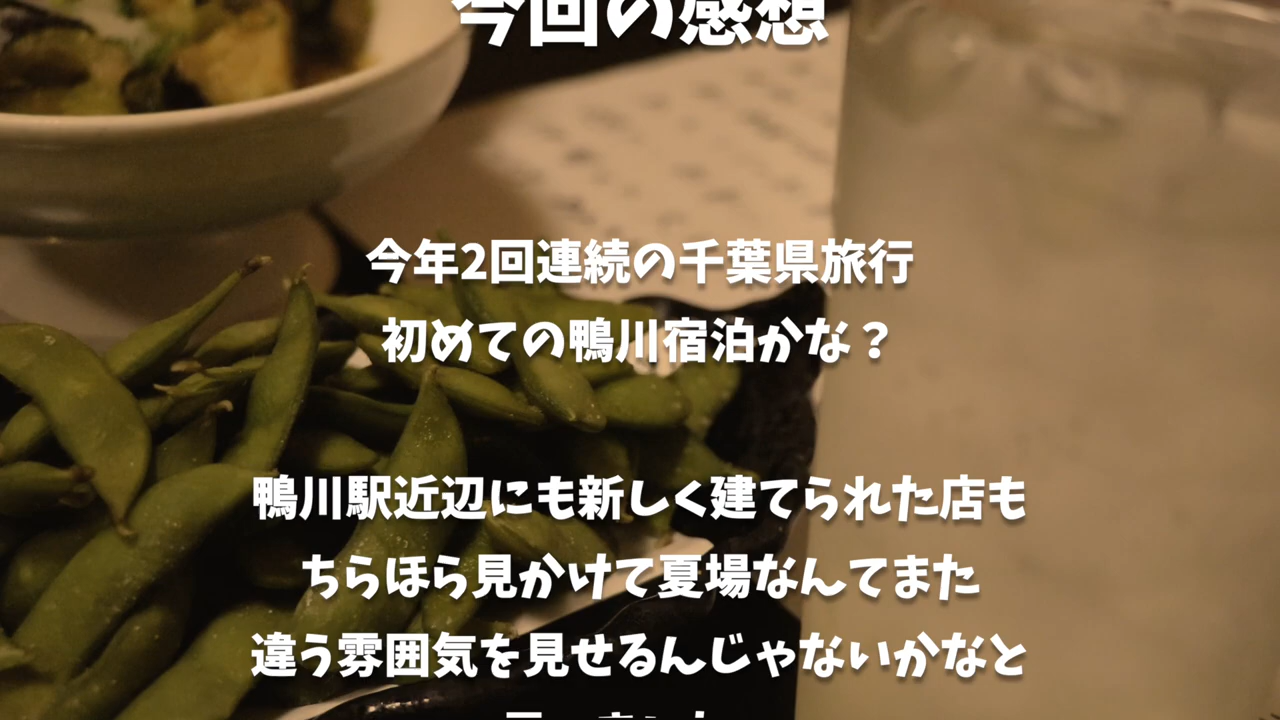 今回の感想
今年2回連続の千葉県旅行
初めての鴨川宿泊かな？
鴨川駅近辺にも新しく建てられた店も
ちらほら見かけて夏場なんてまた
違う雰囲気を見せるんじゃないかなと